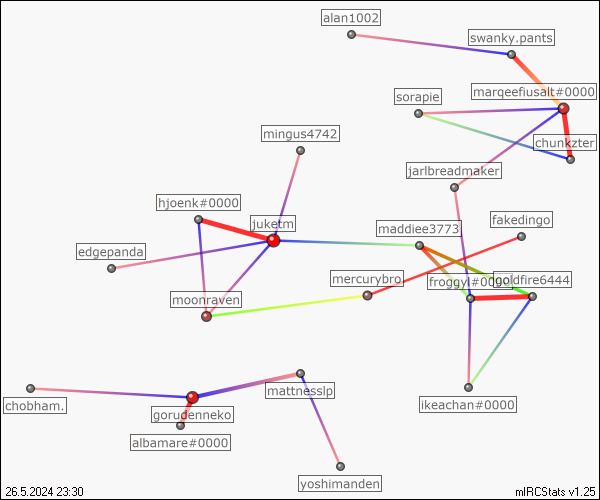 alan1002
swanky.pants
marqeefiusalt#0000
sorapie
mingus4742
chunkzter
jarlbreadmaker
hjoenk#0000
juketm
fakedingo
maddiee3773
edgepanda
mercurybro
froggyl#0000
goldfire6444
moonraven
mattnesslp
chobham.
ikeachan#0000
gorudenneko
albamare#0000
yoshimanden
26.5.2024 23:30
mIRCStats v1.25